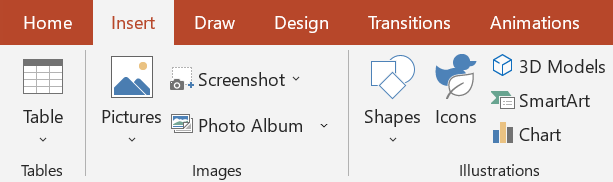 Home Insert Draw Design Transitions Animations
Table
Tables
Pictures
Screenshot
Photo Album
Images
Shapes
Icons
3D Models
SmartArt
Chart
Illustrations